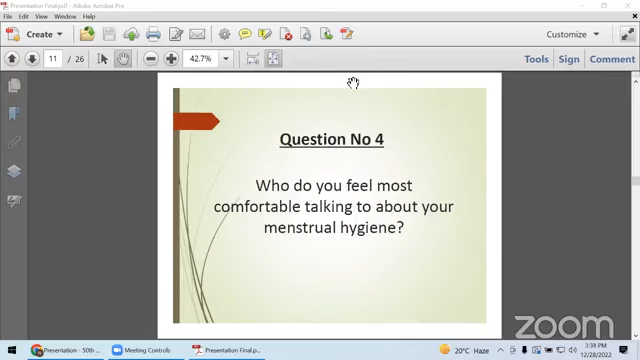 Presentaiton Final.pdf - Adobe Acrobat Pro
File Edit View Window Help
Create
Customize
11 / 26
42.7%
Tools Sign Comment
Question No 4
Who do you feel most
comfortable talking to about your
menstrual hygiene?
zoom
Presentation - 50th ...
Meeting Controls
Presentaiton Final.p...
20°C Haze
3:34 PM
12/28/2022